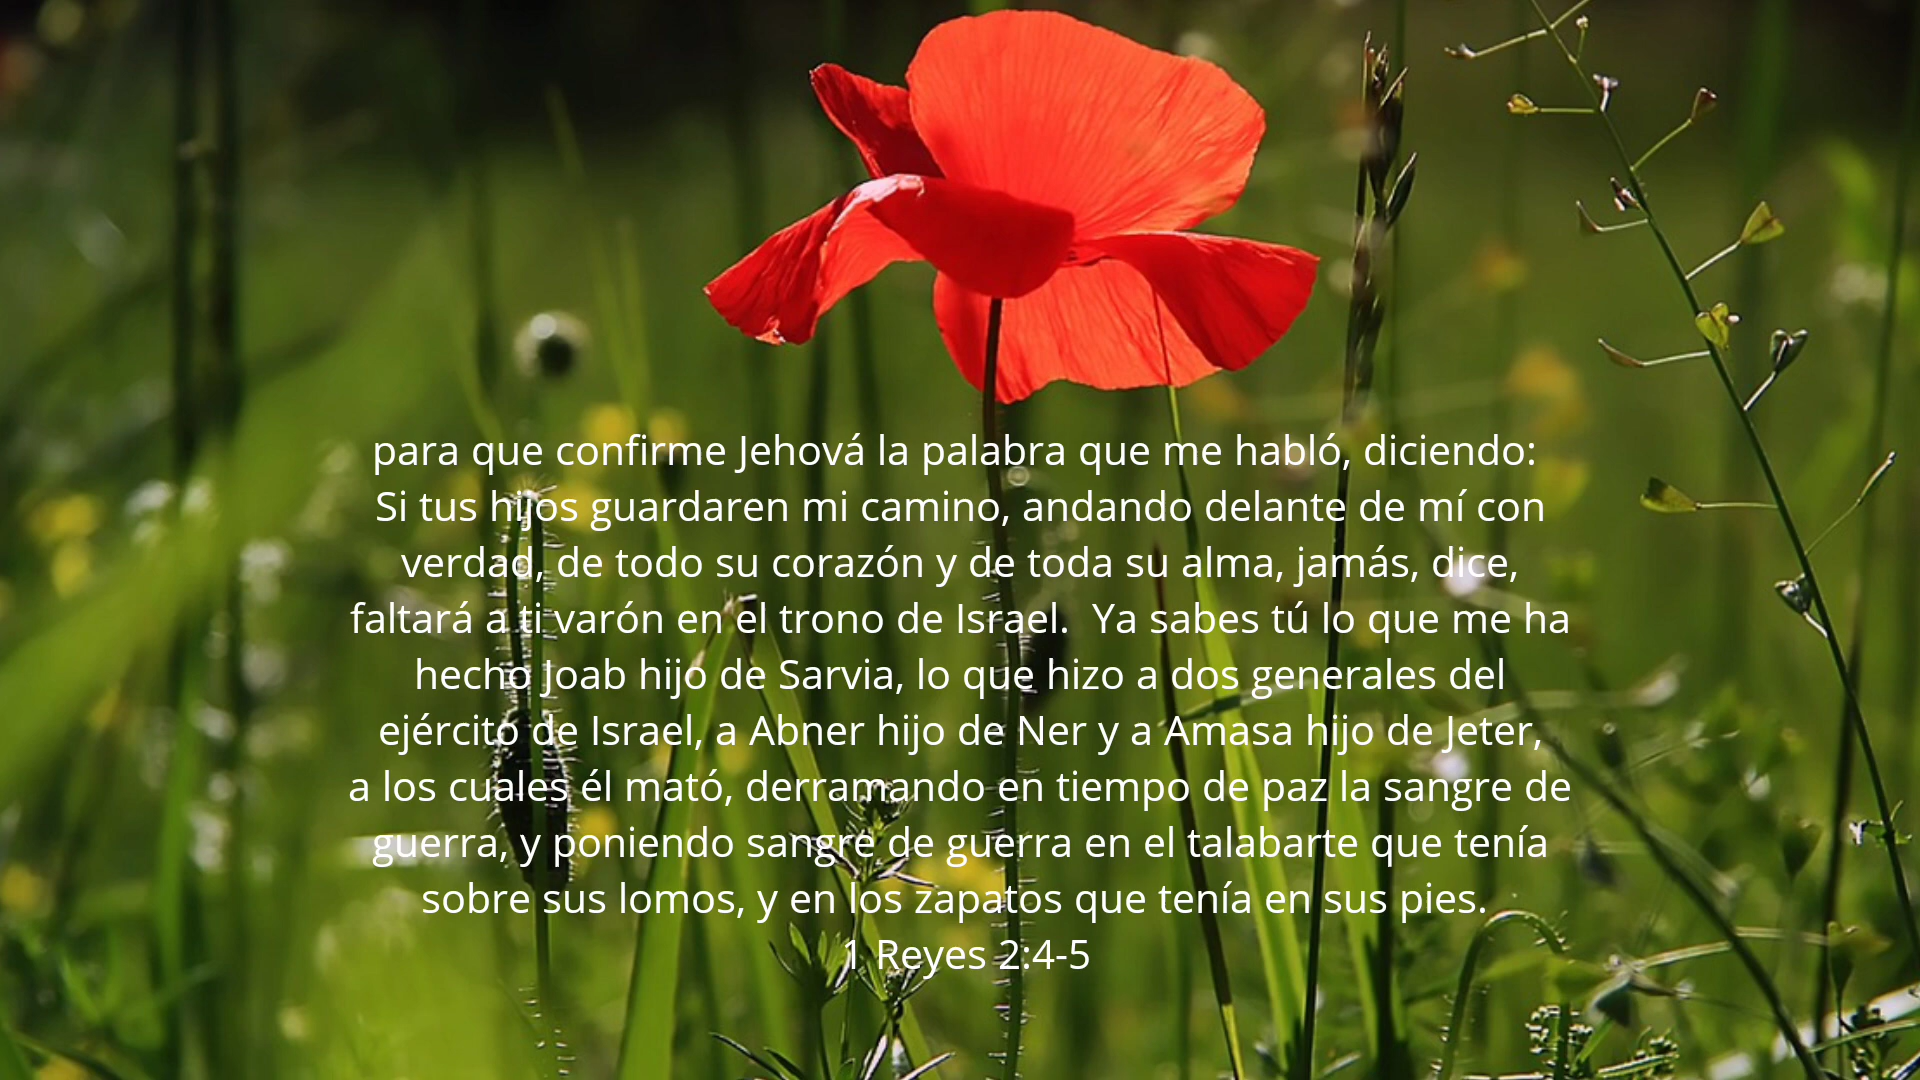 para que confirme Jehová la palabra que me habló, diciendo:
Si tus hijos guardaren mi camino, andando delante de mí con
verdad, de todo su corazón y de toda su alma, jamás, dice,
faltará a ti varón en el trono de Israel.  Ya sabes tú lo que me ha
hecho Joab hijo de Sarvia, lo que hizo a dos generales del
ejército de Israel, a Abner hijo de Ner y a Amasa hijo de Jeter,
a los cuales él mató, derramando en tiempo de paz la sangre de
guerra, y poniendo sangre de guerra en el talabarte que tenía
sobre sus lomos, y en los zapatos que tenía en sus pies.
1 Reyes 2:4-5